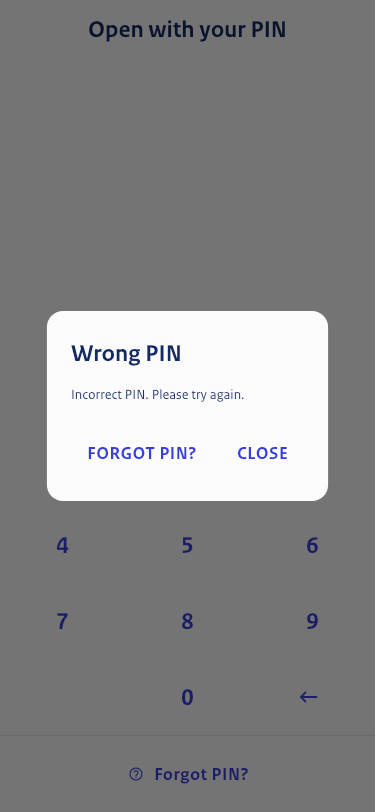 Open with your PIN
Wrong PIN
Incorrect PIN. Please try again.
FORGOT PIN? CLOSE
4 5 6
7 8 9
0 ←
Forgot PIN?